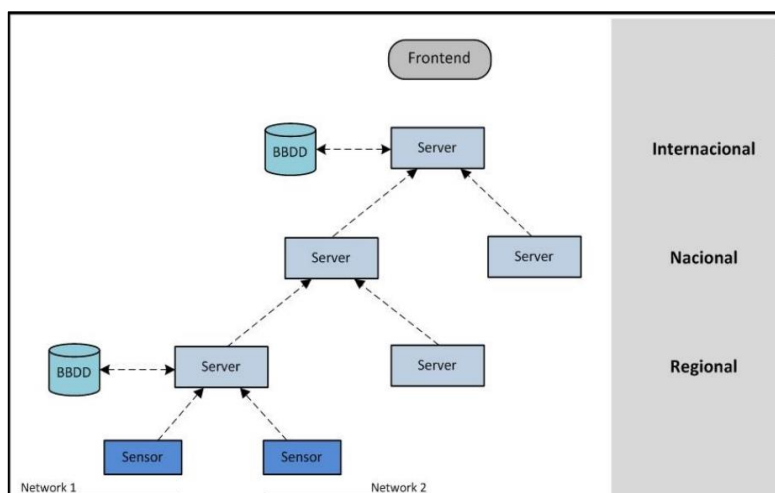 Frontend
BBDD
Server
Internacional
Server
Server
Nacional
BBDD
Server
Server
Regional
Sensor
Sensor
Network 1
Network 2